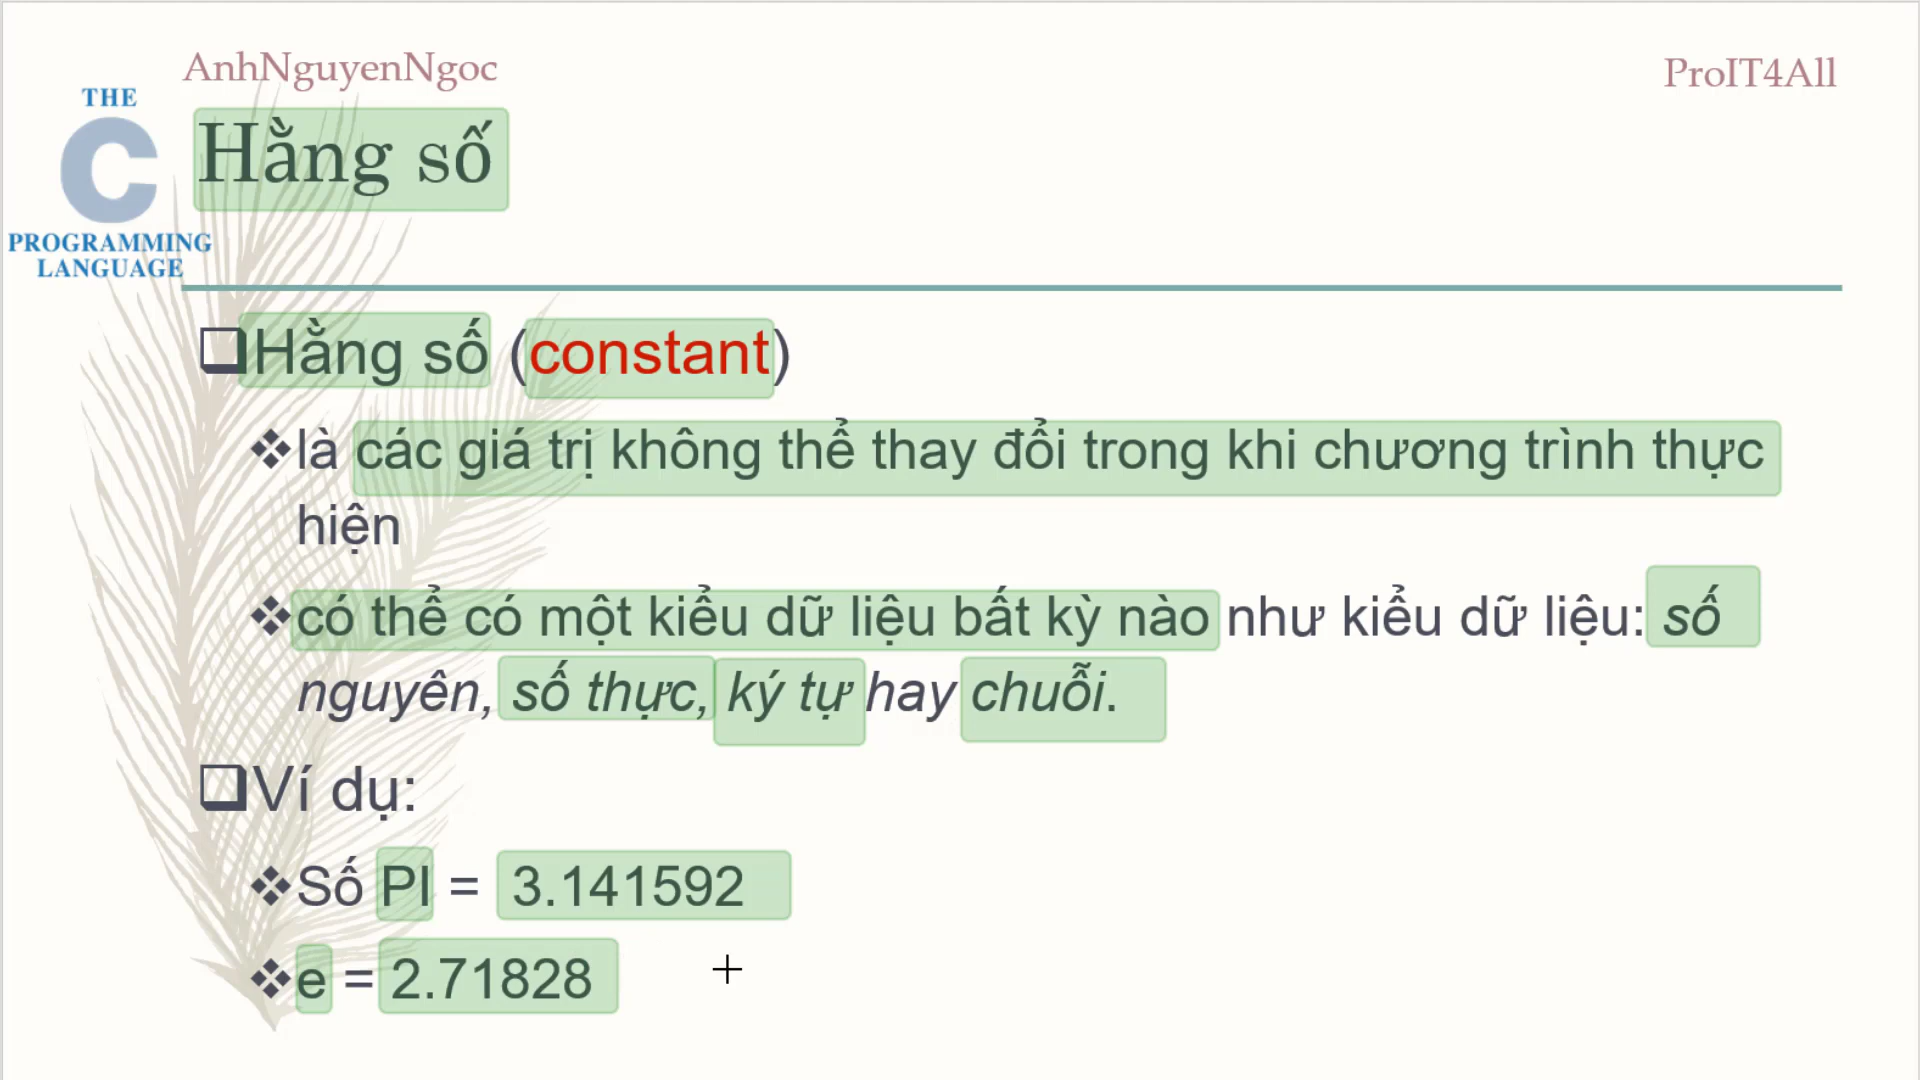 AnhNguyenNgoc
ProIT4All
THE
C
PROGRAMMING
LANGUAGE
Hằng số
Hằng số (constant)
là các giá trị không thể thay đổi trong khi chương trình thực
hiện
có thể có một kiểu dữ liệu bất kỳ nào như kiểu dữ liệu: số
nguyên, số thực, ký tự hay chuỗi.
Ví dụ:
Số PI = 3.141592
e = 2.71828